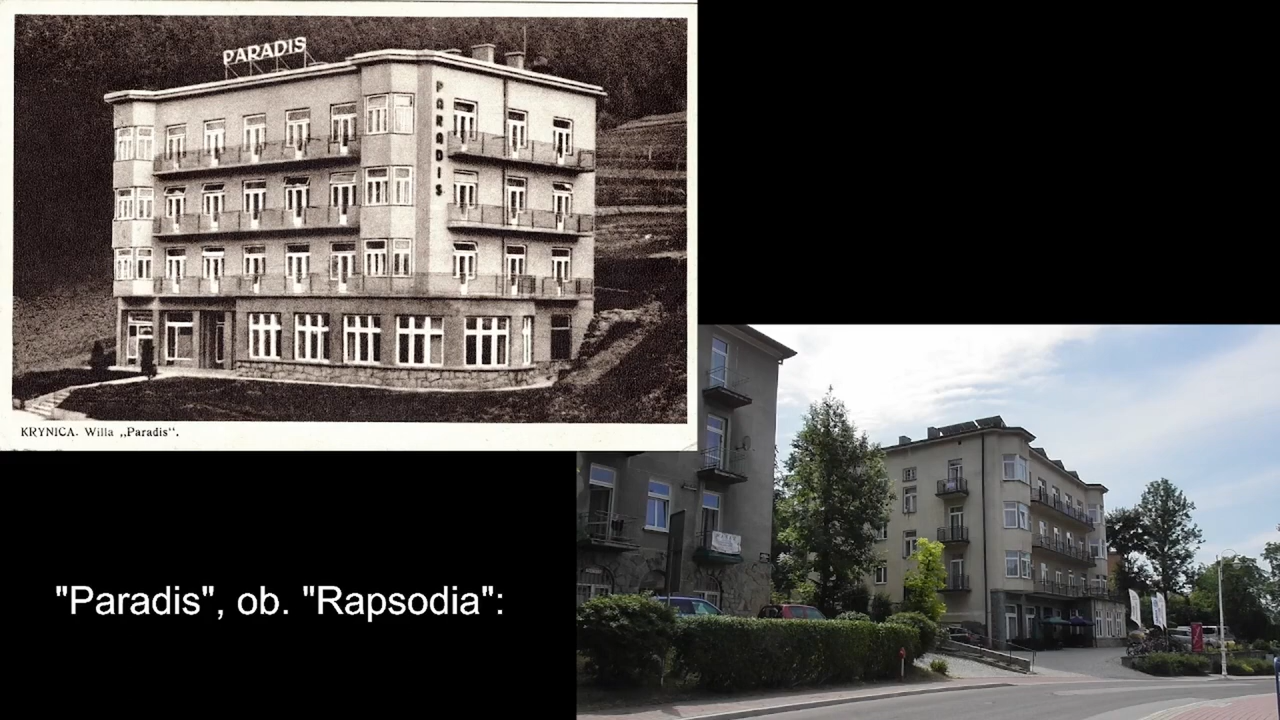 PARADIS
PARADIS
KRYNICA. Willa „Paradis“.
"Paradis", ob. "Rapsodia":